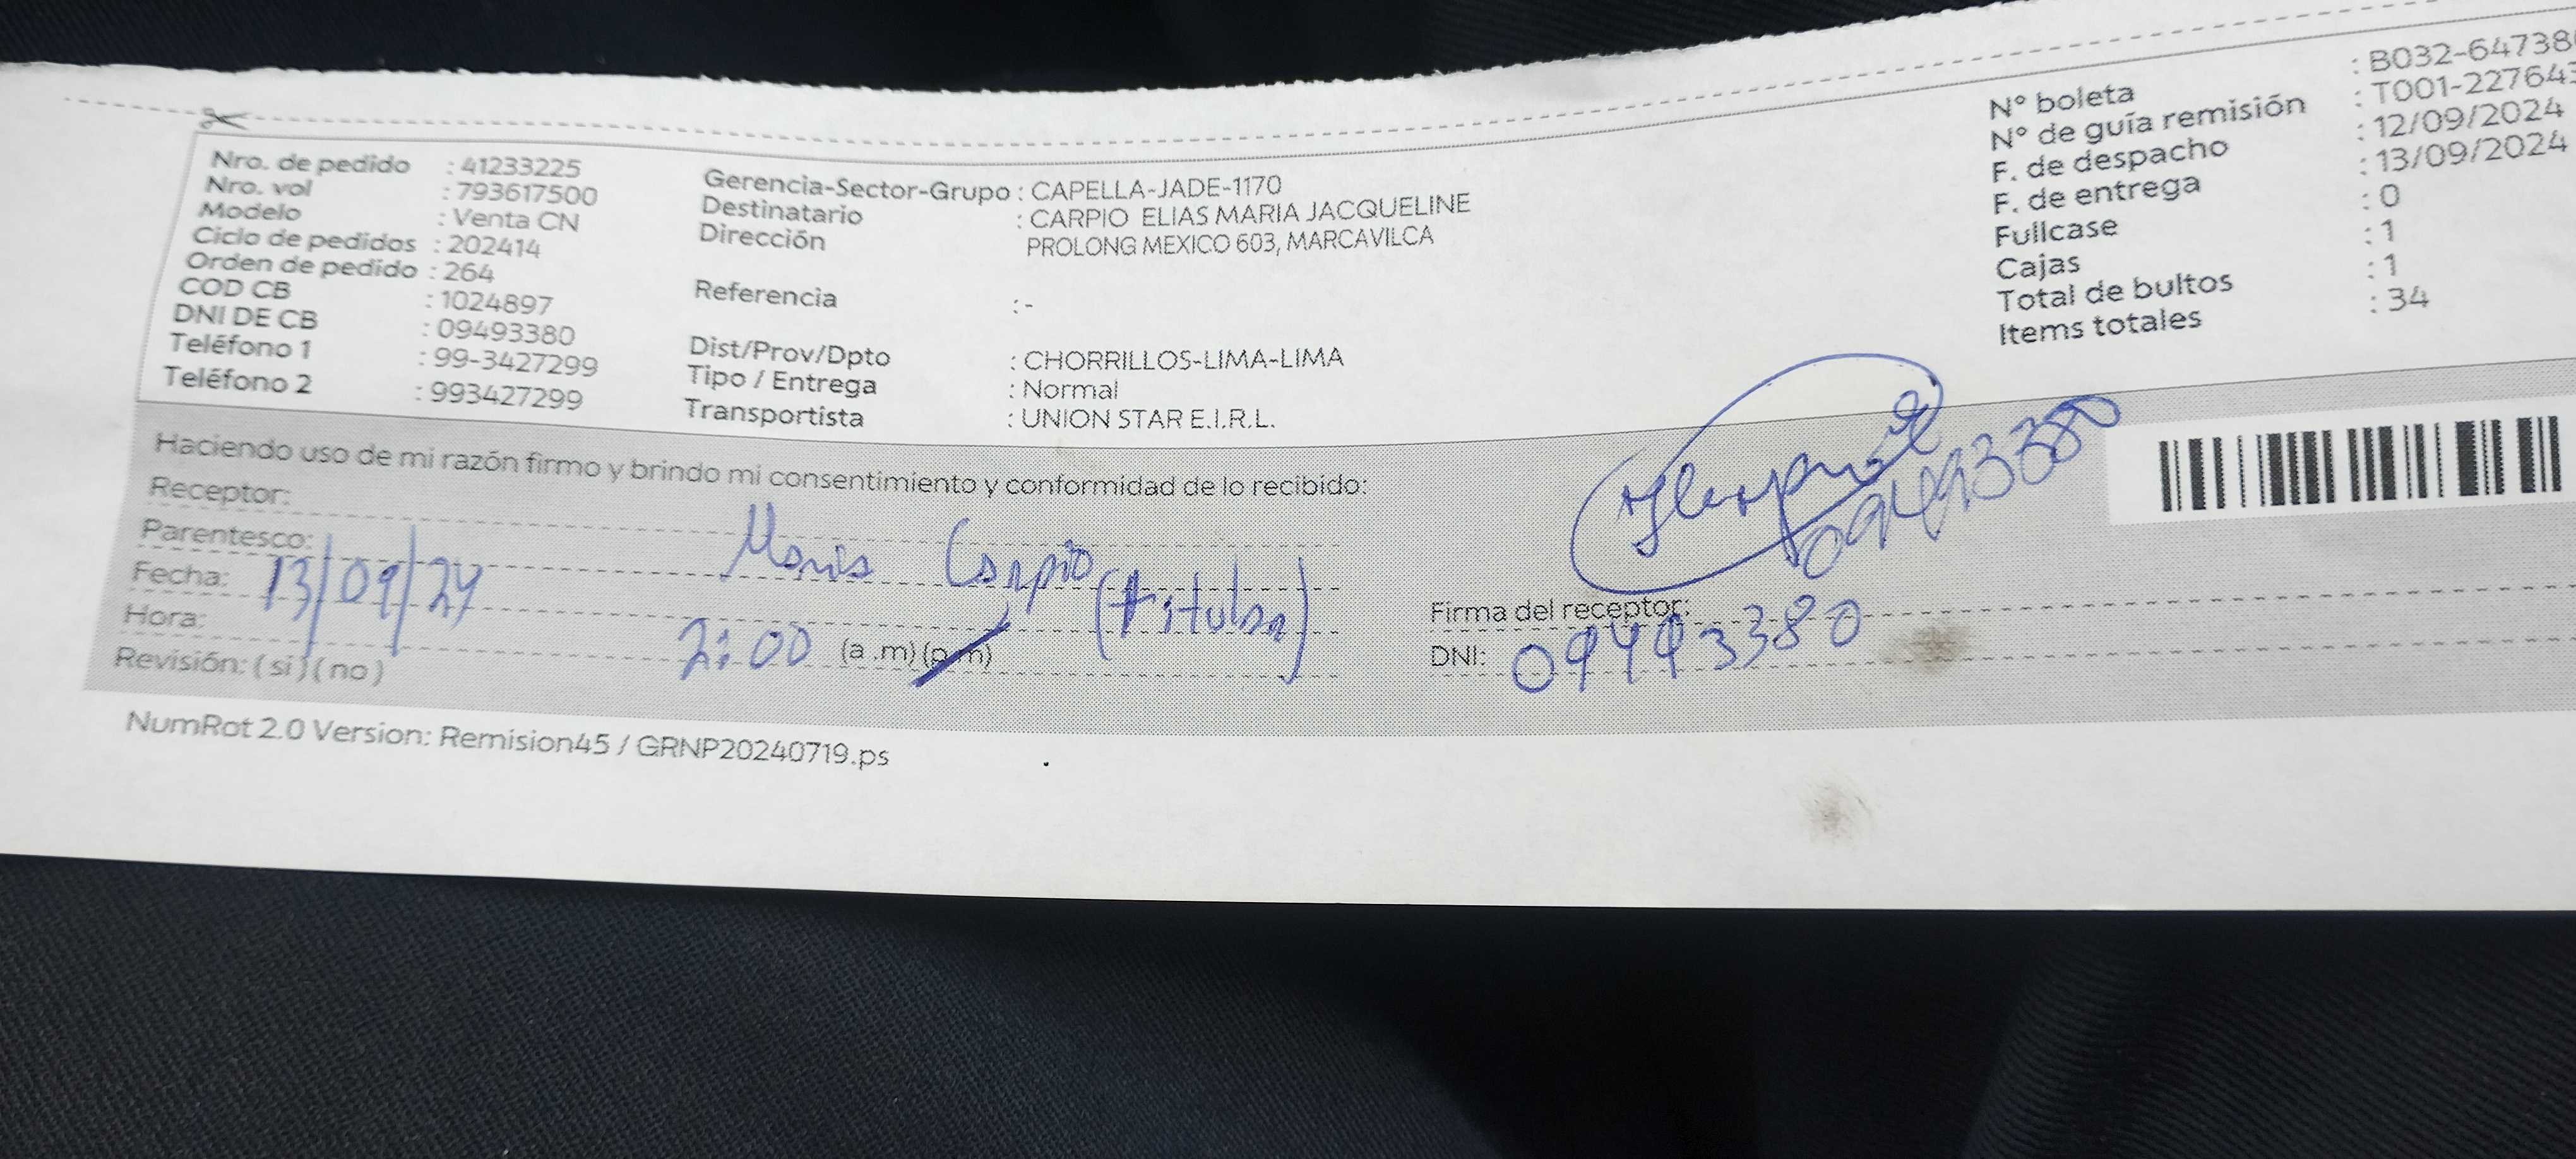 Nro. de pedido : 41233225
Nro. vol : 793617500
Modelo : Venta CN
Ciclo de pedidos : 202414
Orden de pedido : 264
COD CB : 1024897
DNI DE CB : 09493380
Teléfono 1 : 99-3427299
Teléfono 2 : 993427299
Gerencia-Sector-Grupo : CAPELLA-JADE-1170
Destinatario : CARPIO ELIAS MARIA JACQUELINE
Dirección PROLONG MEXICO 603, MARCAVILCA
Referencia : -
Dist/Prov/Dpto : CHORRILLOS-LIMA-LIMA
Tipo / Entrega : Normal
Transportista : UNION STAR E.I.R.L.
N° boleta : B032-64738
N° de guía remisión : T001-227643
F. de despacho : 12/09/2024
F. de entrega : 13/09/2024
Fullcase : 0
Cajas : 1
Total de bultos : 1
Items totales : 34
Haciendo uso de mi razón firmo y brindo mi consentimiento y conformidad de lo recibido:
Receptor:
Parentesco: Maria Carpio (titular)
Fecha: 13/09/24
Hora: 2:00 (a .m) (p.m)
Revisión: ( si ) ( no )
09493380
Firma del receptor:
DNI: 09493380
NumRot 2.0 Version: Remision45 / GRNP20240719.ps